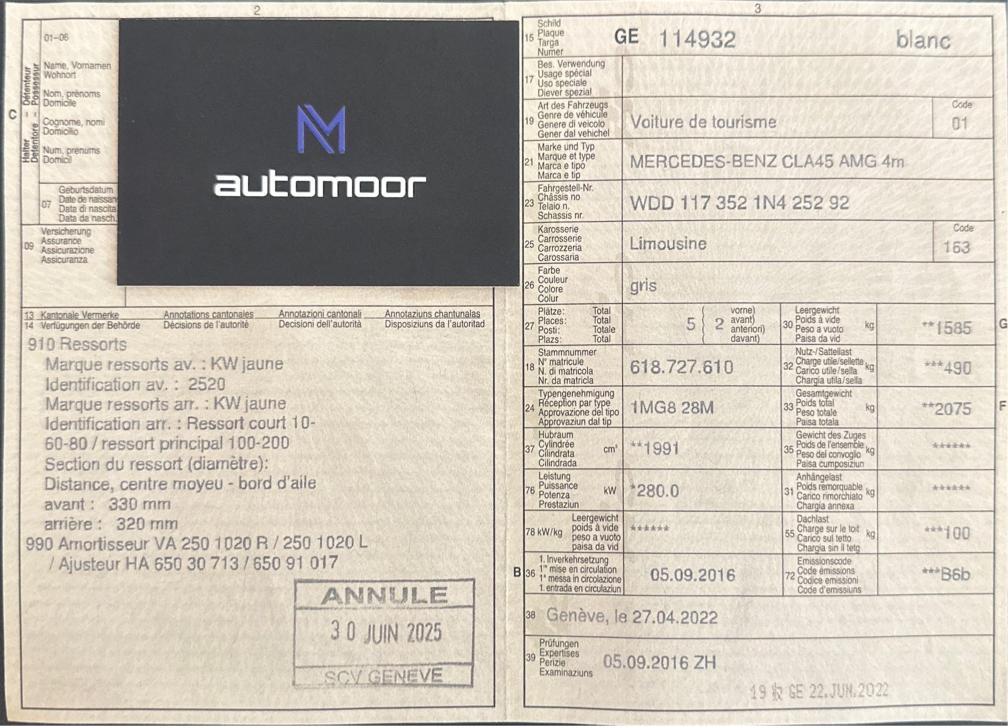 2
01-06
C
Halter Détenteur
Detentore Possessur
Name, Vornamen
Wohnort
Nom, prénoms
Domicile
Cognome, nomi
Domicilio
Num, prenums
Domicil
07
Geburtsdatum
Date de naissan
Data di nascita
Data da nasch.
09
Versicherung
Assurance
Assicurazione
Assicuranza
automoor
13 Kantonale Vermerke Annotations cantonales Annotazioni cantonali Annotaziuns chantunalas
14 Verfügungen der Behörde Décisions de l'autorité Decisioni dell'autorità Disposiziuns da l'autoritad
910 Ressorts
Marque ressorts av. : KW jaune
Identification av. : 2520
Marque ressorts arr. : KW jaune
Identification arr. : Ressort court 10-
60-80 / ressort principal 100-200
Section du ressort (diamètre):
Distance, centre moyeu - bord d'aile
avant : 330 mm
arrière : 320 mm
990 Amortisseur VA 250 1020 R / 250 1020 L
/ Ajusteur HA 650 30 713 / 650 91 017
ANNULE
30 JUIN 2025
SCV GENEVE
3
15 Schild
Plaque
Targa
Numer
GE 114932 blanc
17 Bes. Verwendung
Usage spécial
Uso speciale
Diever spezial
19 Art des Fahrzeugs
Genre de véhicule
Genere di veicolo
Gener dal vehichel
Voiture de tourisme
Code
01
21 Marke und Typ
Marque et type
Marca e tipo
Marca e tip
MERCEDES-BENZ CLA45 AMG 4m
23 Fahrgestell-Nr.
Châssis no
Telaio n.
Schassis nr.
WDD 117 352 1N4 252 92
25 Karosserie
Carrosserie
Carrozzeria
Carossaria
Limousine
Code
163
26 Farbe
Couleur
Colore
Colur
gris
27 Plätze: Total
Places: Total
Posti: Totale
Plazs: Total
5 { 2
vorne)
avant)
anteriori)
davant)
30 Leergewicht
Poids à vide
Peso a vuoto
Paisa da vid
kg
**1585
G
18 Stammnummer
N° matricule
N. di matricola
Nr. da matricla
618.727.610
32 Nutz-/Sattellast
Charge utile/sellette
Carico utile/sella
Chargia utila/sella
kg
***490
24 Typengenehmigung
Réception par type
Approvazione del tipo
Approvaziun dal tip
1MG8 28M
33 Gesamtgewicht
Poids total
Peso totale
Paisa totala
kg
**2075
F
37 Hubraum
Cylindrée
Cilindrata
Cilindrada
cm³
**1991
35 Gewicht des Zuges
Poids de l'ensemble
Peso del convoglio
Paisa cumposiziun
kg
******
76 Leistung
Puissance
Potenza
Prestaziun
kW
*280.0
31 Anhängelast
Poids remorquable
Carico rimorchiato
Chargia annexa
kg
******
78 kW/kg Leergewicht
poids à vide
peso a vuoto
paisa da vid
******
55 Dachlast
Charge sur le toit
Carico sul tetto
Chargia sin il tetg
kg
***100
B 36 1. Inverkehrsetzung
1re mise en circulation
1a messa in circolazione
1. entrada en circulaziun
05.09.2016
72 Emissionscode
Code émissions
Codice emissioni
Code d'emissiuns
***B6b
38 Genève, le 27.04.2022
39 Prüfungen
Expertises
Perizie
Examinaziuns
05.09.2016 ZH
GE 22.JUN.2022